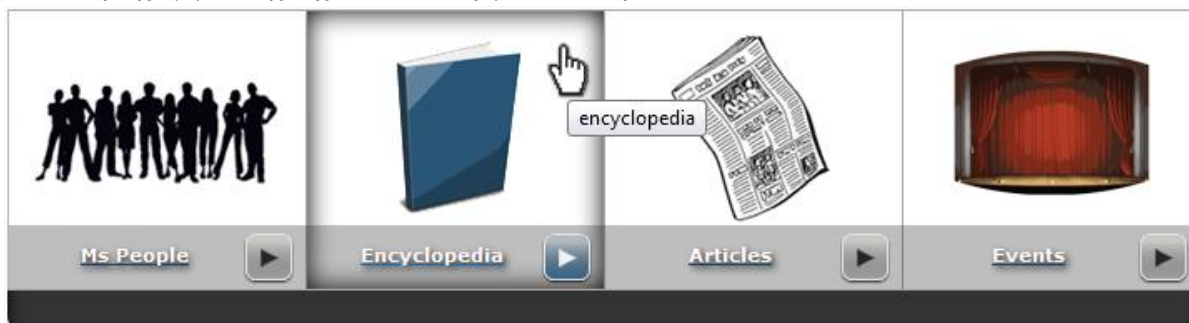 encyclopedia
Ms People
Encyclopedia
Articles
Events